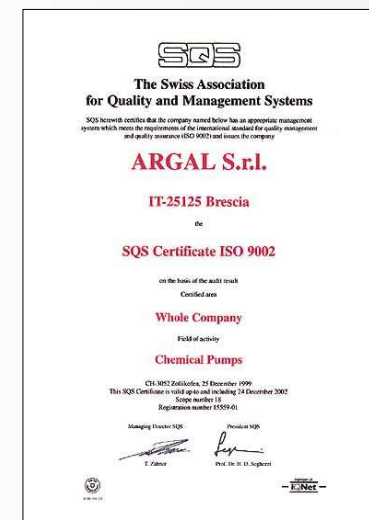 SQS
The Swiss Association
for Quality and Management Systems
SQS herewith certifies that the company named below has an appropriate management
system which meets the requirements of the international standard for quality management
and quality assurance (ISO 9002) and issues the company
ARGAL S.r.l.
IT-25125 Brescia
the
SQS Certificate ISO 9002
on the basis of the audit result
Certified area
Whole Company
Field of activity
Chemical Pumps
CH-3052 Zollikofen, 25 December 1999
This SQS Certificate is valid up to and including 24 December 2002
Scope number 18
Registration number 15559-01
Managing Director SQS President SQS
T. Zahner Prof. Dr. H. D. Seghezzi
IQNet